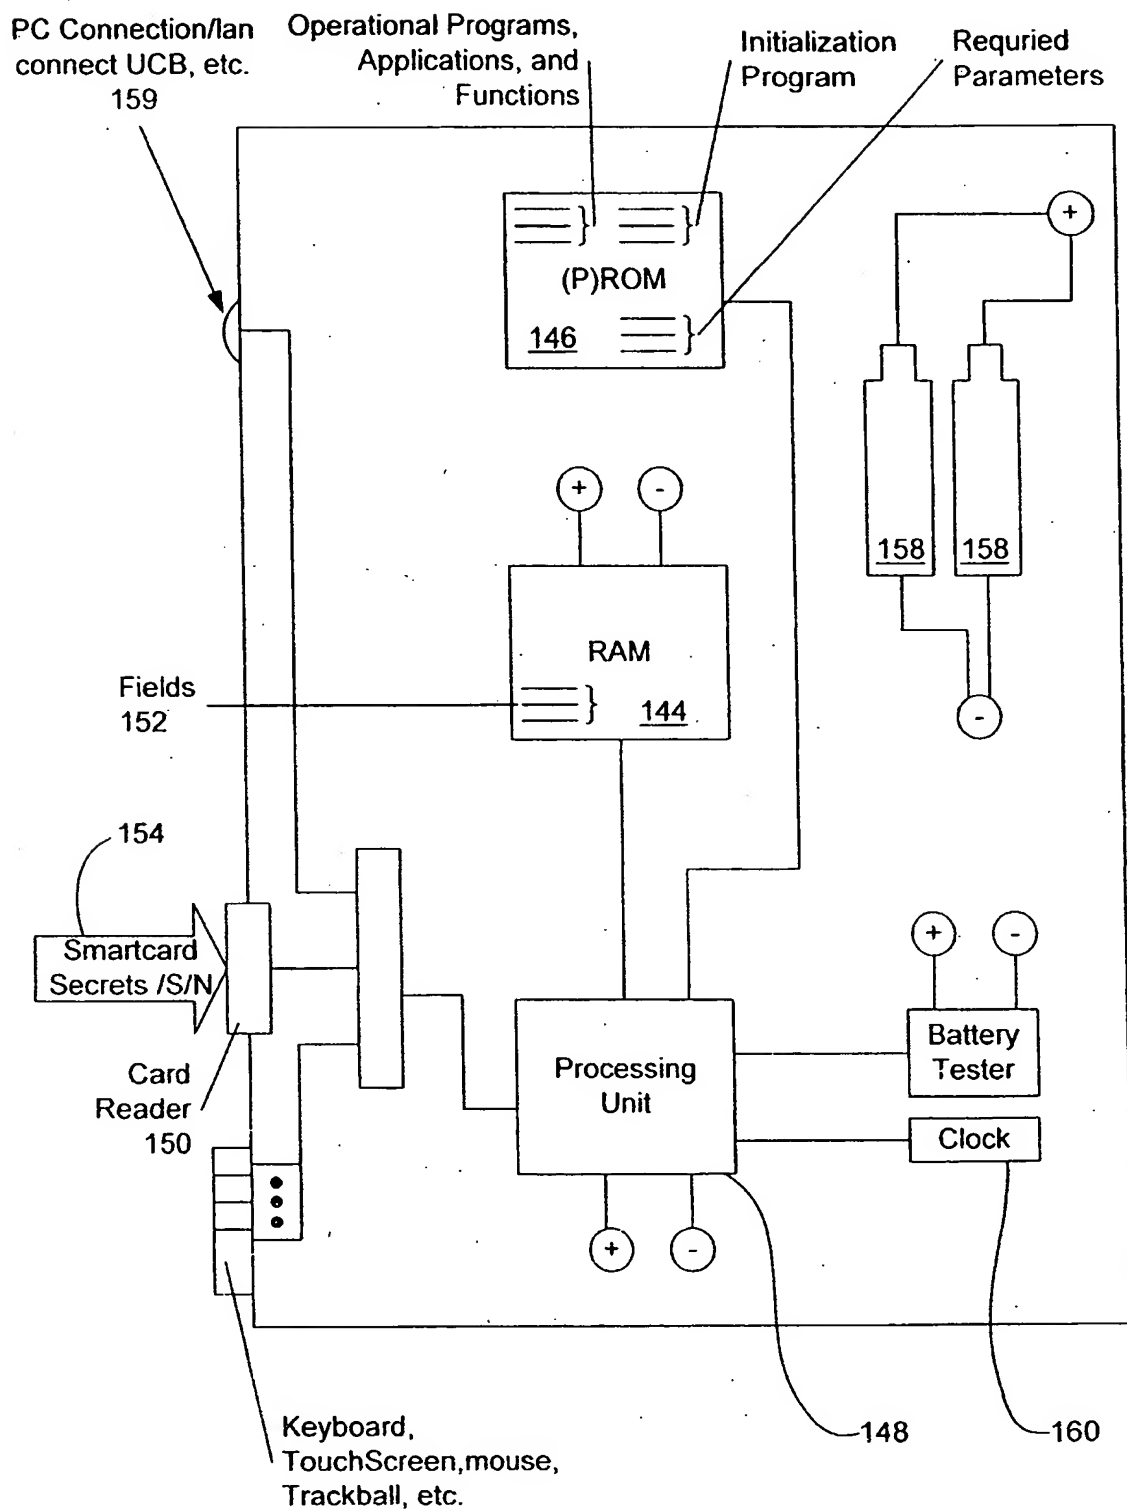 PC Connection/lan
connect UCB, etc.
159
Operational Programs,
Applications, and
Functions
Initialization
Program
Requried
Parameters
(P)ROM
146
+
158
158
-
+ -
RAM
144
Fields
152
154
Smartcard
Secrets /S/N
Card
Reader
150
Processing
Unit
+ -
+ -
Battery
Tester
Clock
148
160
Keyboard,
TouchScreen,mouse,
Trackball, etc.